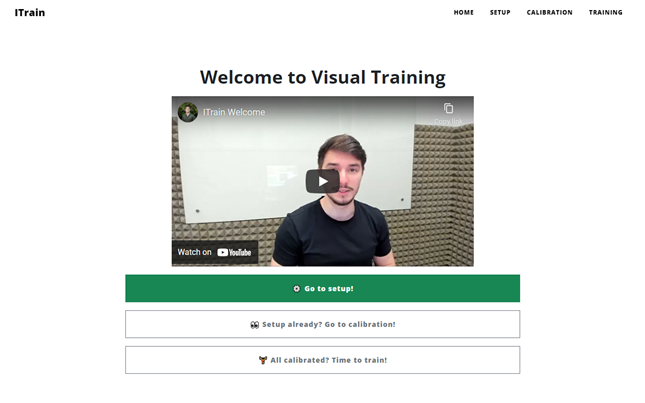 ITrain
HOME SETUP CALIBRATION TRAINING
Welcome to Visual Training
ITrain Welcome
Copy link
Watch on YouTube
Go to setup!
Setup already? Go to calibration!
All calibrated? Time to train!